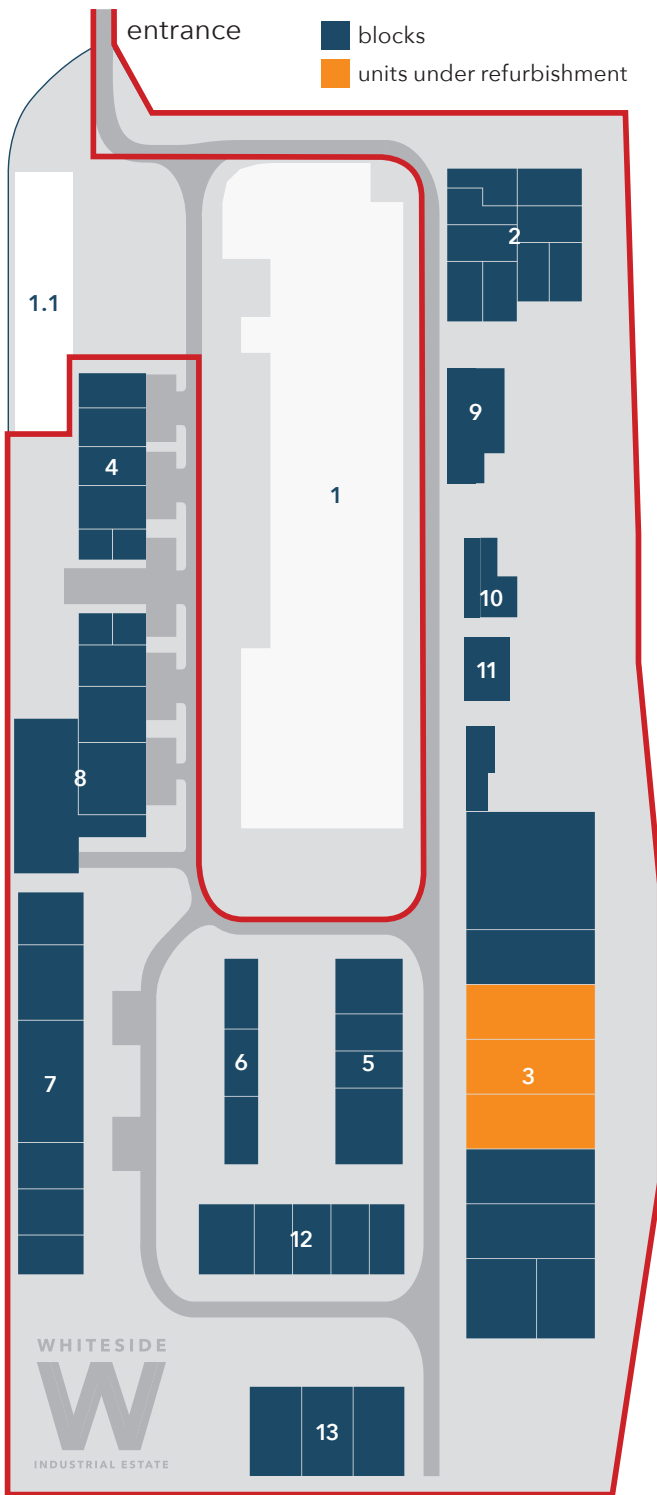 entrance
blocks
units under refurbishment
2
1.1
9
4
1
10
11
8
3
6
5
7
12
WHITESIDE
W
INDUSTRIAL ESTATE
13